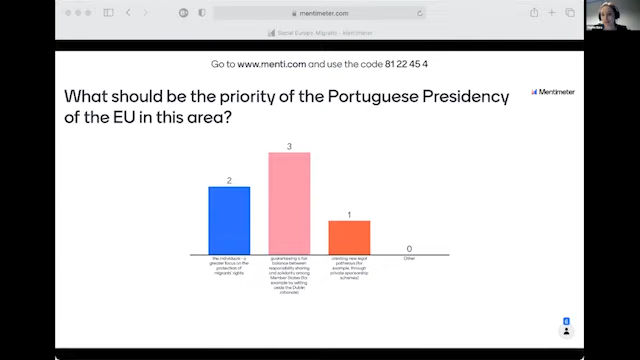 mentimeter.com
Social Europe Migratio - Mentimeter
Go to www.menti.com and use the code 81 22 45 4
What should be the priority of the Portuguese Presidency
of the EU in this area?
Mentimeter
2
3
1
0
the individuals - a
greater focus on the
protection of
migrants' rights
guaranteeing a fair
balance between
responsibility sharing
and solidarity among
Member States (for
example by setting
aside the Dublin
rationale)
creating new legal
pathways (for
example, through
private sponsorship
schemes)
Other
6